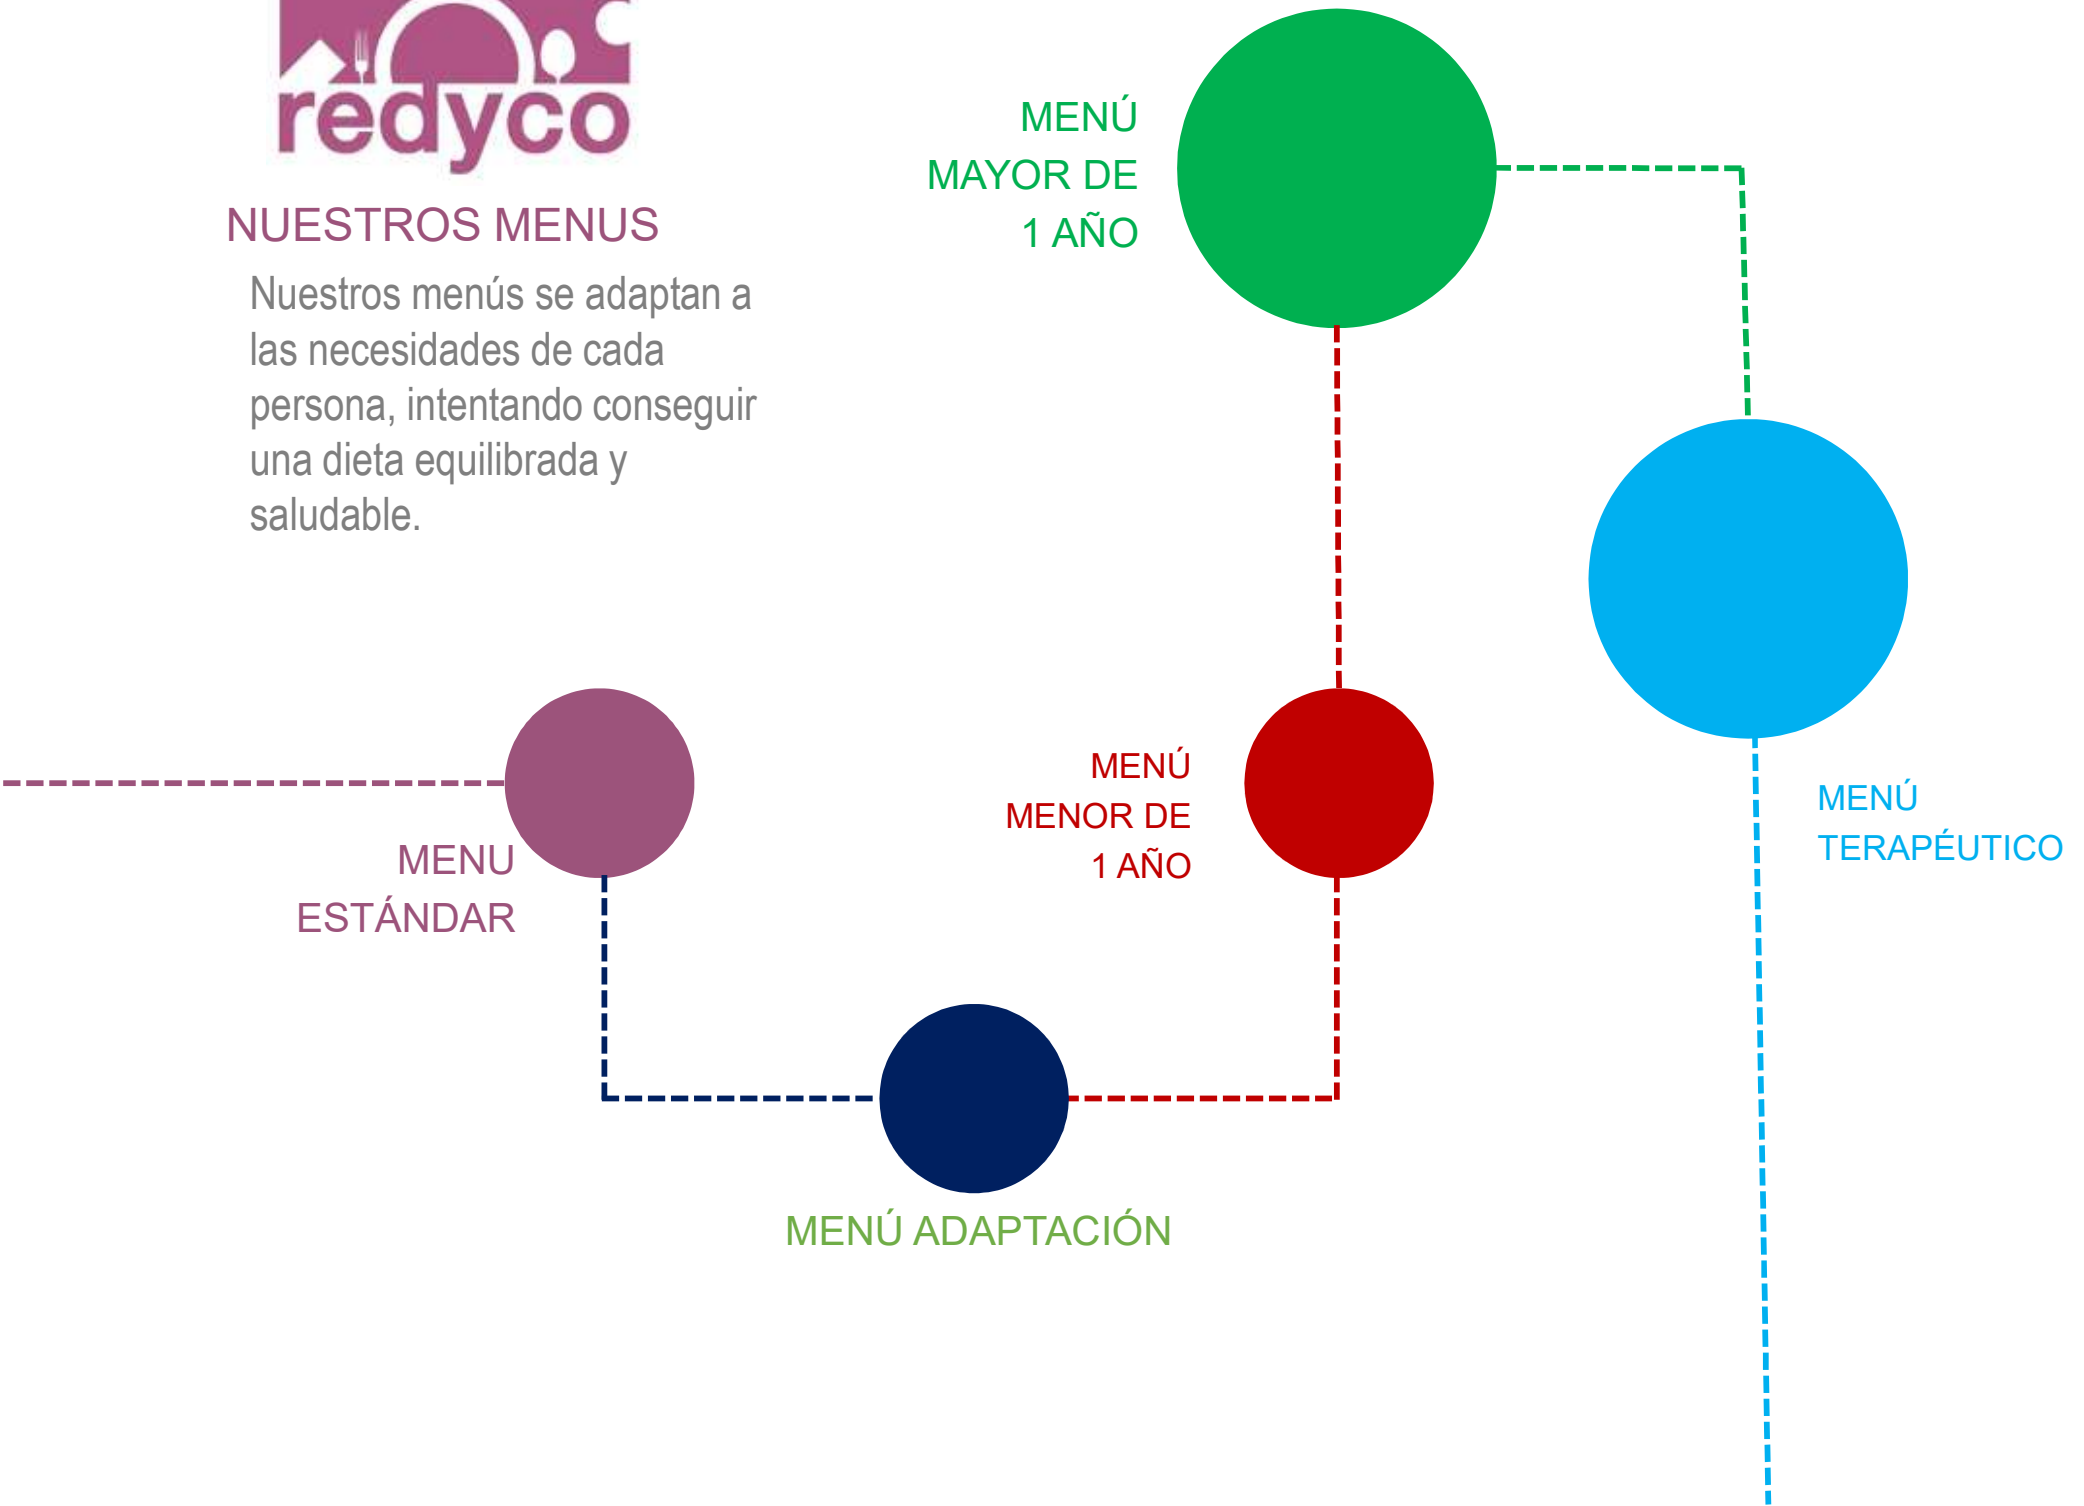 redyco
NUESTROS MENUS
Nuestros menús se adaptan a
las necesidades de cada
persona, intentando conseguir
una dieta equilibrada y
saludable.
MENÚ
MAYOR DE
1 AÑO
MENU
ESTÁNDAR
MENÚ
MENOR DE
1 AÑO
MENÚ
TERAPÉUTICO
MENÚ ADAPTACIÓN